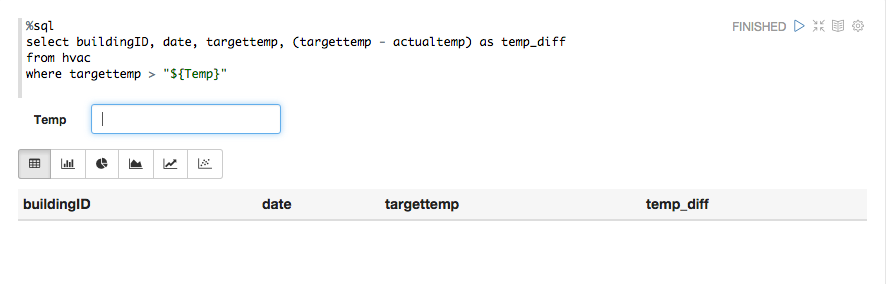 %sql
FINISHED
select buildingID, date, targettemp, (targettemp - actualtemp) as temp_diff
from hvac
where targettemp > "${Temp}"
Temp
buildingID date targettemp temp_diff